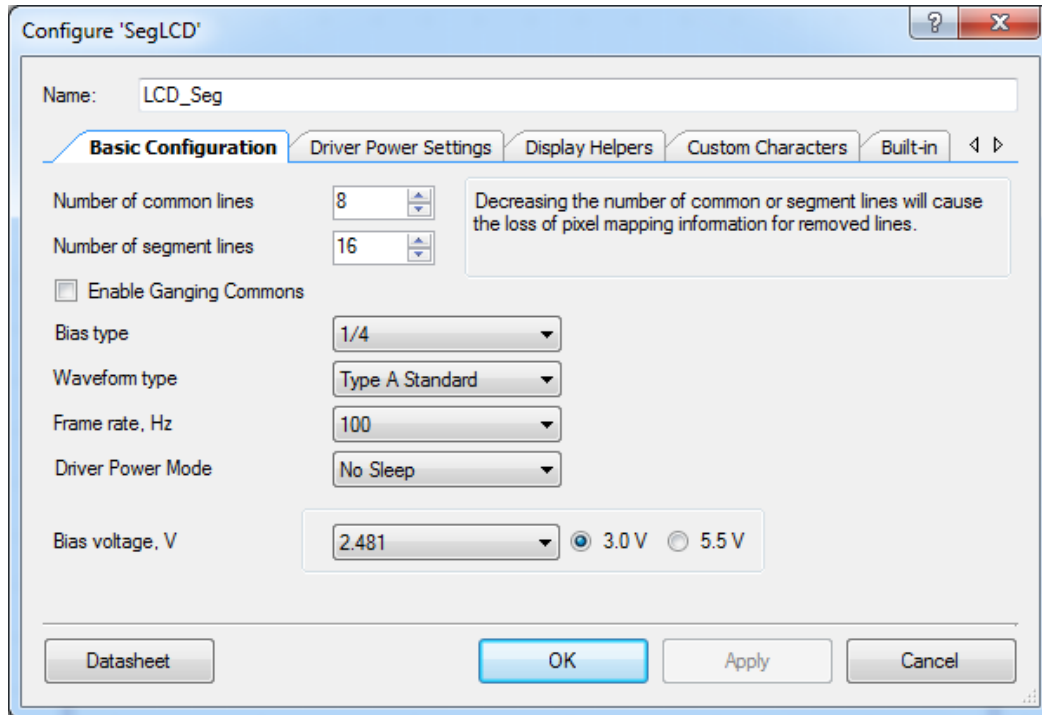 Configure 'SegLCD'
Name: LCD_Seg
Basic Configuration Driver Power Settings Display Helpers Custom Characters Built-in
Number of common lines 8
Decreasing the number of common or segment lines will cause
the loss of pixel mapping information for removed lines.
Number of segment lines 16
Enable Ganging Commons
Bias type 1/4
Waveform type Type A Standard
Frame rate, Hz 100
Driver Power Mode No Sleep
Bias voltage, V 2.481 3.0 V 5.5 V
Datasheet OK Apply Cancel